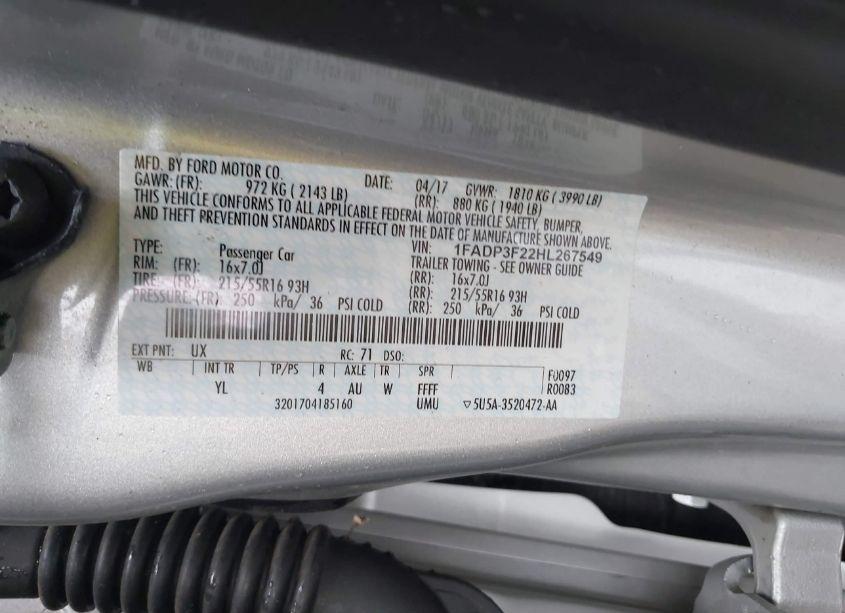 MFD. BY FORD MOTOR CO.
DATE: 04/17 GVWR: 1810 KG ( 3990 LB)
GAWR: (FR): 972 KG ( 2143 LB) (RR): 880 KG ( 1940 LB)
THIS VEHICLE CONFORMS TO ALL APPLICABLE FEDERAL MOTOR VEHICLE SAFETY, BUMPER,
AND THEFT PREVENTION STANDARDS IN EFFECT ON THE DATE OF MANUFACTURE SHOWN ABOVE.
VIN: 1FADP3F22HL267549
TYPE: Passenger Car TRAILER TOWING - SEE OWNER GUIDE
RIM: (FR): 16x7.0J (RR): 16x7.0J
TIRE: (FR): 215/55R16 93H (RR): 215/55R16 93H
PRESSURE: (FR): 250 kPa/ 36 PSI COLD (RR): 250 kPa/ 36 PSI COLD
EXT PNT: UX RC: 71 DSO:
WB INT TR TP/PS R AXLE TR SPR F0097
YL 4 AU W FFFF R0083
3201704185160 UMU ▽5U5A-3520472-AA